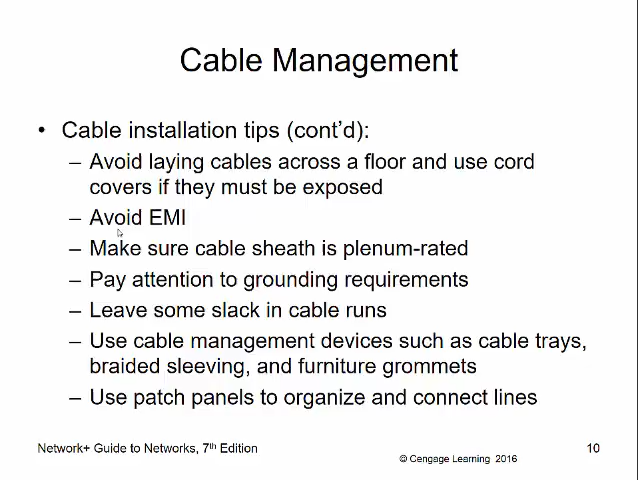 Cable Management
• Cable installation tips (cont'd):
– Avoid laying cables across a floor and use cord
covers if they must be exposed
– Avoid EMI
– Make sure cable sheath is plenum-rated
– Pay attention to grounding requirements
– Leave some slack in cable runs
– Use cable management devices such as cable trays,
braided sleeving, and furniture grommets
– Use patch panels to organize and connect lines
Network+ Guide to Networks, 7th Edition
© Cengage Learning 2016
10